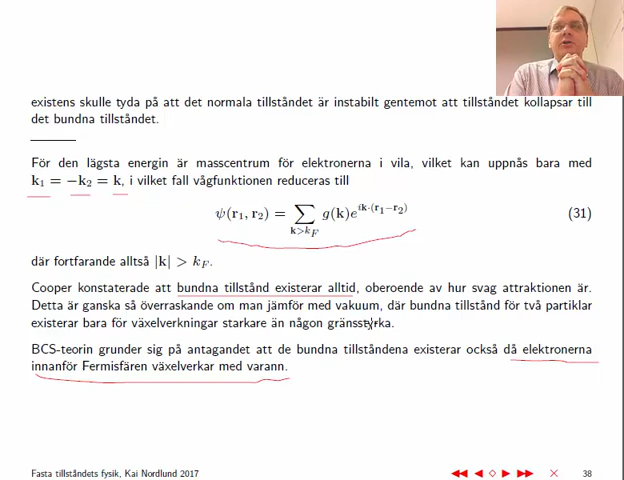 existens skulle tyda på att det normala tillståndet är instabilt gentemot att tillståndet kollapsar till
det bundna tillståndet.
För den lägsta energin är masscentrum för elektronerna i vila, vilket kan uppnås bara med
k₁ = −k₂ = k, i vilket fall vågfunktionen reduceras till
ψ(r₁, r₂) = ∑ g(k)e^{ik·(r₁−r₂)} (31)
k>k_F
där fortfarande alltså |k| > k_F.
Cooper konstaterade att bundna tillstånd existerar alltid, oberoende av hur svag attraktionen är.
Detta är ganska så överraskande om man jämför med vakuum, där bundna tillstånd för två partiklar
existerar bara för växelverkningar starkare än någon gränsstyrka.
BCS-teorin grunder sig på antagandet att de bundna tillståndena existerar också då elektronerna
innanför Fermisfären växelverkar med varann.
Fasta tillståndets fysik, Kai Nordlund 2017 38